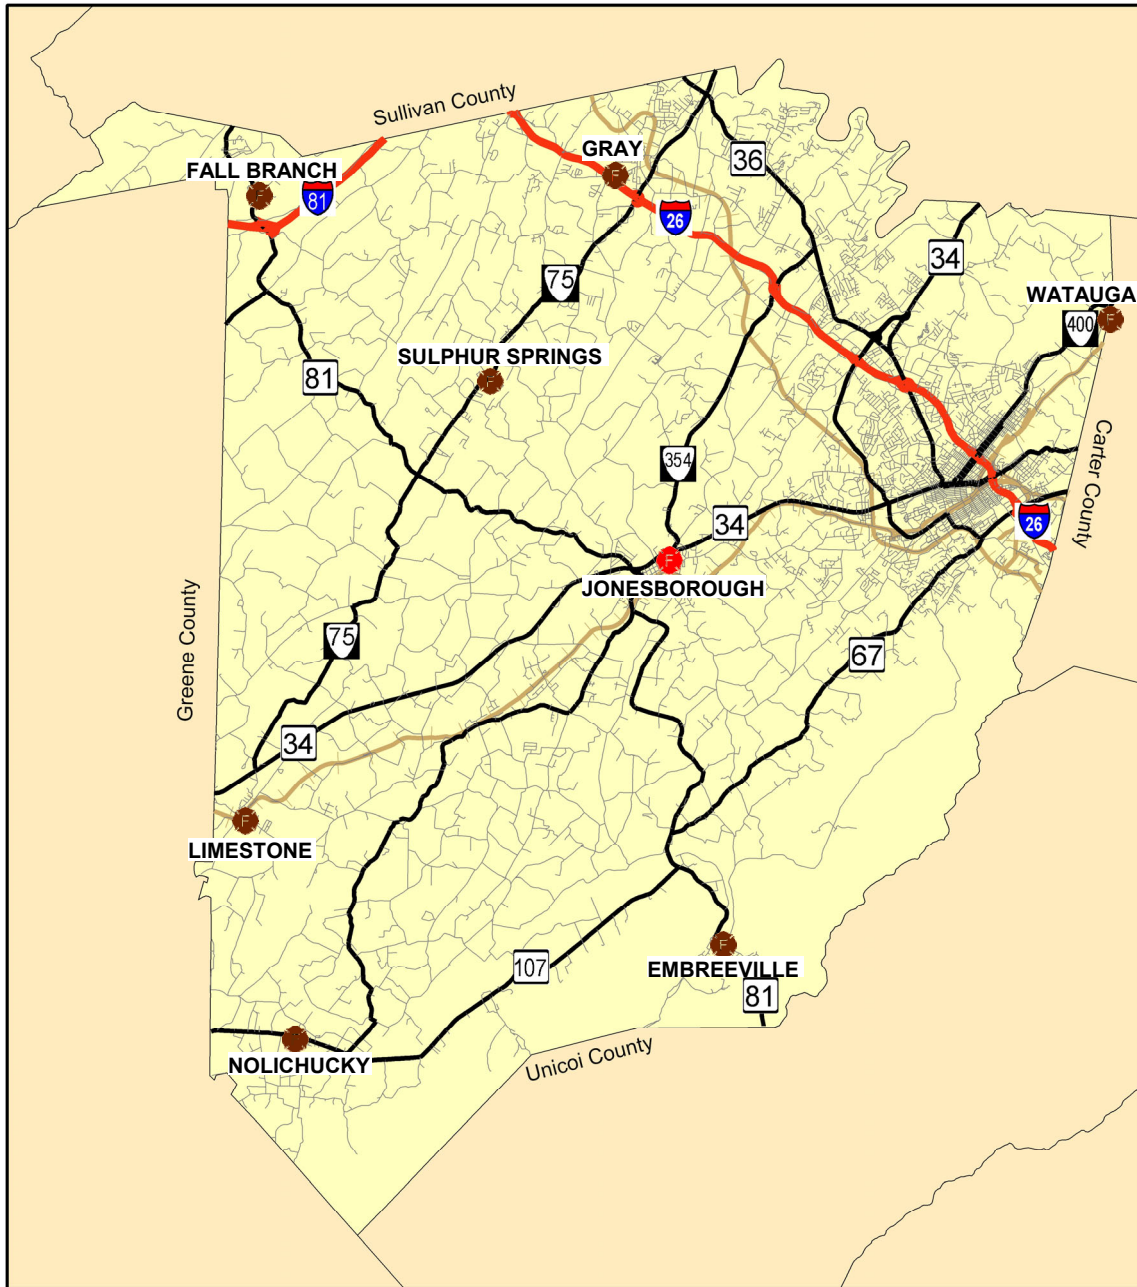 Sullivan County
GRAY
36
FALL BRANCH
F
F
81
26
34
75
WATAUGA
F
400
SULPHUR SPRINGS
F
81
Carter County
354
34
26
F
JONESBOROUGH
Greene County
75
67
34
F
LIMESTONE
F
107
EMBREEVILLE
81
F
NOLICHUCKY
Unicoi County